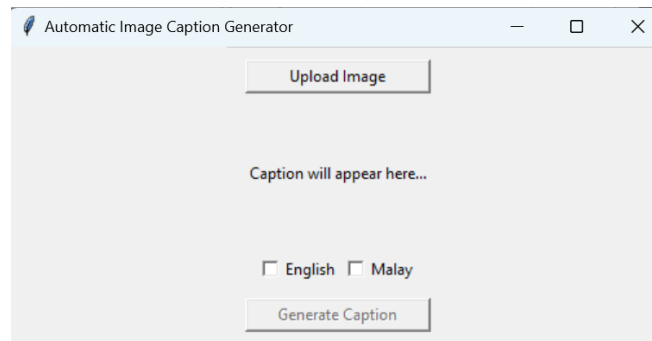 Automatic Image Caption Generator
Upload Image
Caption will appear here...
English Malay
Generate Caption